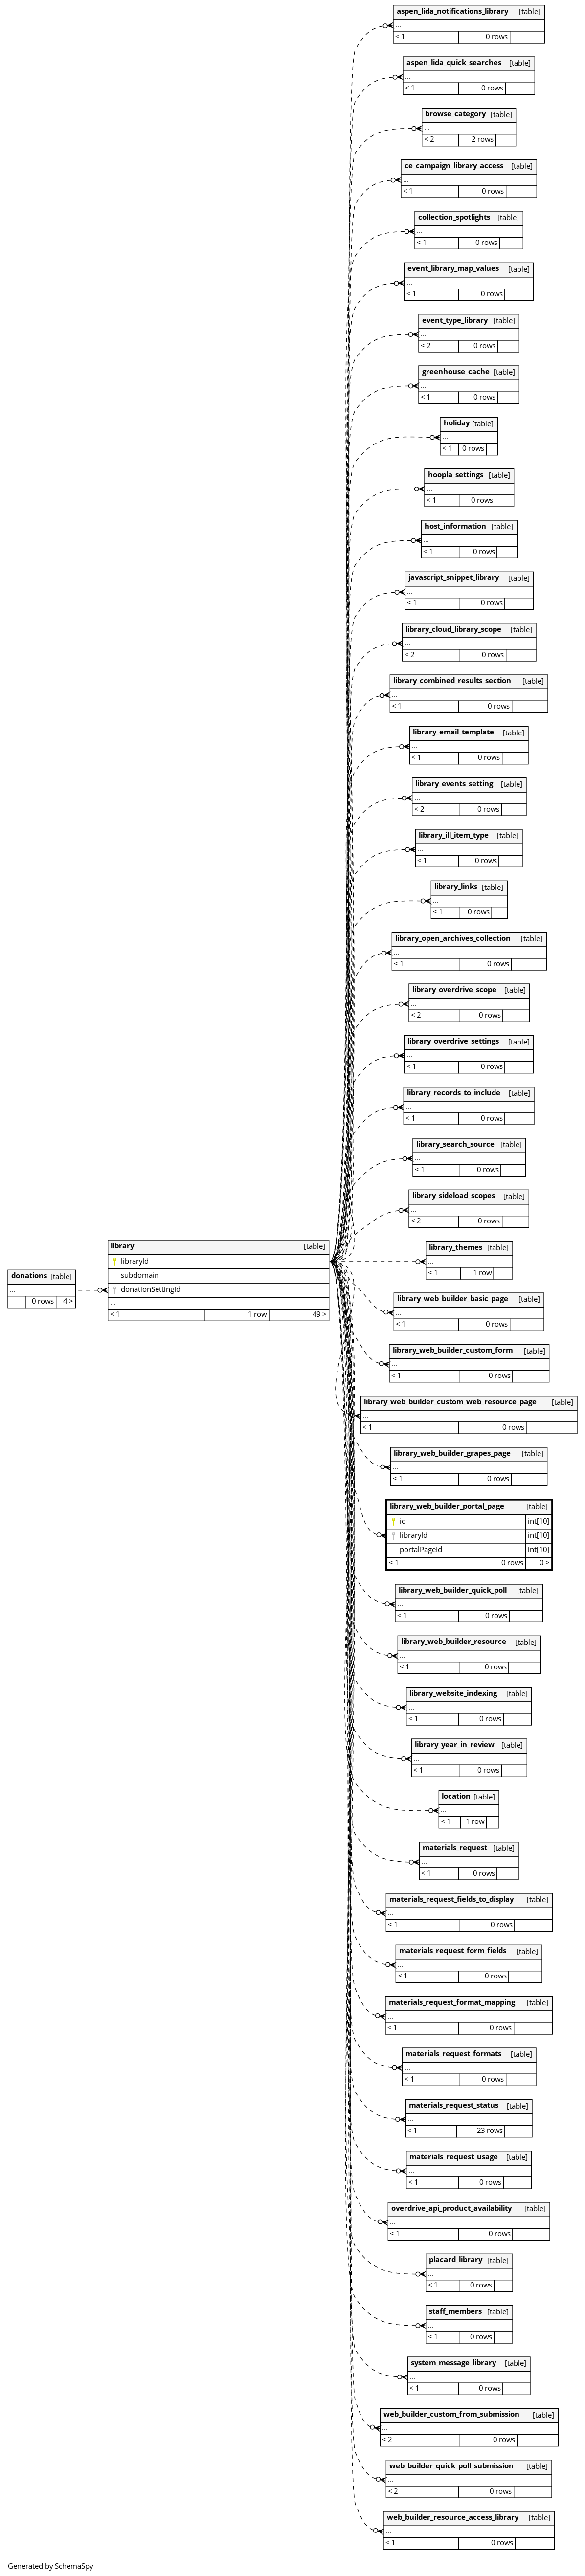 aspen_lida_notifications_library [table]
...
< 1 0 rows
aspen_lida_quick_searches [table]
...
< 1 0 rows
browse_category [table]
...
< 2 2 rows
ce_campaign_library_access [table]
...
< 1 0 rows
collection_spotlights [table]
...
< 1 0 rows
event_library_map_values [table]
...
< 1 0 rows
event_type_library [table]
...
< 2 0 rows
greenhouse_cache [table]
...
< 1 0 rows
holiday [table]
...
< 1 0 rows
hoopla_settings [table]
...
< 1 0 rows
host_information [table]
...
< 1 0 rows
javascript_snippet_library [table]
...
< 1 0 rows
library_cloud_library_scope [table]
...
< 2 0 rows
library_combined_results_section [table]
...
< 1 0 rows
library_email_template [table]
...
< 1 0 rows
library_events_setting [table]
...
< 2 0 rows
library_ill_item_type [table]
...
< 1 0 rows
library_links [table]
...
< 1 0 rows
library_open_archives_collection [table]
...
< 1 0 rows
library_overdrive_scope [table]
...
< 2 0 rows
library_overdrive_settings [table]
...
< 1 0 rows
library_records_to_include [table]
...
< 1 0 rows
library_search_source [table]
...
< 1 0 rows
library_sideload_scopes [table]
...
< 2 0 rows
donations [table]
...
0 rows 4 >
library [table]
libraryId
subdomain
donationSettingId
...
< 1 1 row 49 >
library_themes [table]
...
< 1 1 row
library_web_builder_basic_page [table]
...
< 1 0 rows
library_web_builder_custom_form [table]
...
< 1 0 rows
library_web_builder_custom_web_resource_page [table]
...
< 1 0 rows
library_web_builder_grapes_page [table]
...
< 1 0 rows
library_web_builder_portal_page [table]
id int[10]
libraryId int[10]
portalPageId int[10]
< 1 0 rows 0 >
library_web_builder_quick_poll [table]
...
< 1 0 rows
library_web_builder_resource [table]
...
< 1 0 rows
library_website_indexing [table]
...
< 1 0 rows
library_year_in_review [table]
...
< 1 0 rows
location [table]
...
< 1 1 row
materials_request [table]
...
< 1 0 rows
materials_request_fields_to_display [table]
...
< 1 0 rows
materials_request_form_fields [table]
...
< 1 0 rows
materials_request_format_mapping [table]
...
< 1 0 rows
materials_request_formats [table]
...
< 1 0 rows
materials_request_status [table]
...
< 1 23 rows
materials_request_usage [table]
...
< 1 0 rows
overdrive_api_product_availability [table]
...
< 1 0 rows
placard_library [table]
...
< 1 0 rows
staff_members [table]
...
< 1 0 rows
system_message_library [table]
...
< 1 0 rows
web_builder_custom_from_submission [table]
...
< 2 0 rows
web_builder_quick_poll_submission [table]
...
< 2 0 rows
web_builder_resource_access_library [table]
...
< 1 0 rows
Generated by SchemaSpy